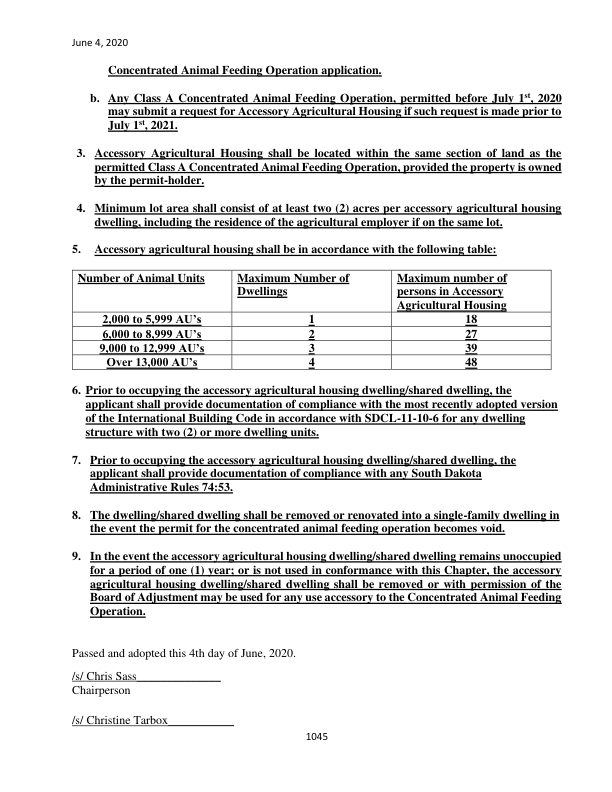 June 4, 2020
Concentrated Animal Feeding Operation application.
b. Any Class A Concentrated Animal Feeding Operation, permitted before July 1st, 2020
may submit a request for Accessory Agricultural Housing if such request is made prior to
July 1st, 2021.
3. Accessory Agricultural Housing shall be located within the same section of land as the
permitted Class A Concentrated Animal Feeding Operation, provided the property is owned
by the permit-holder.
4. Minimum lot area shall consist of at least two (2) acres per accessory agricultural housing
dwelling, including the residence of the agricultural employer if on the same lot.
5. Accessory agricultural housing shall be in accordance with the following table:
Number of Animal Units Maximum Number of Maximum number of
Dwellings persons in Accessory
Agricultural Housing
2,000 to 5,999 AU's 1 18
6,000 to 8,999 AU's 2 27
9,000 to 12,999 AU's 3 39
Over 13,000 AU's 4 48
6. Prior to occupying the accessory agricultural housing dwelling/shared dwelling, the
applicant shall provide documentation of compliance with the most recently adopted version
of the International Building Code in accordance with SDCL-11-10-6 for any dwelling
structure with two (2) or more dwelling units.
7. Prior to occupying the accessory agricultural housing dwelling/shared dwelling, the
applicant shall provide documentation of compliance with any South Dakota
Administrative Rules 74:53.
8. The dwelling/shared dwelling shall be removed or renovated into a single-family dwelling in
the event the permit for the concentrated animal feeding operation becomes void.
9. In the event the accessory agricultural housing dwelling/shared dwelling remains unoccupied
for a period of one (1) year; or is not used in conformance with this Chapter, the accessory
agricultural housing dwelling/shared dwelling shall be removed or with permission of the
Board of Adjustment may be used for any use accessory to the Concentrated Animal Feeding
Operation.
Passed and adopted this 4th day of June, 2020.
/s/ Chris Sass______________
Chairperson
/s/ Christine Tarbox___________
1045